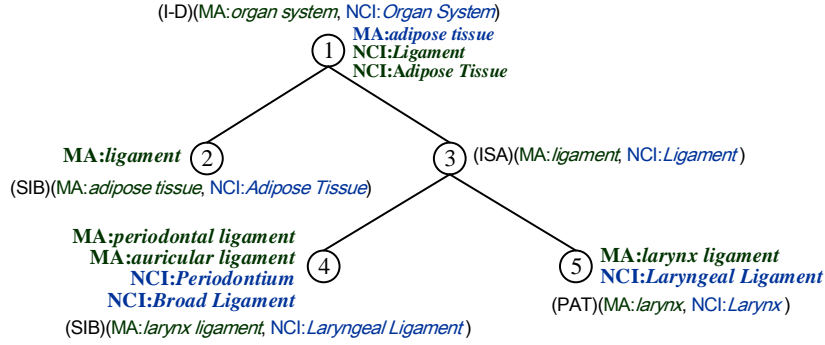 (I-D)(MA:organ system, NCI:Organ System)
1
MA:adipose tissue
NCI:Ligament
NCI:Adipose Tissue
MA:ligament
2
(SIB)(MA:adipose tissue, NCI:Adipose Tissue)
3
(ISA)(MA:ligament, NCI:Ligament)
MA:periodontal ligament
MA:auricular ligament
NCI:Periodontium
NCI:Broad Ligament
4
(SIB)(MA:larynx ligament, NCI:Laryngeal Ligament)
5
MA:larynx ligament
NCI:Laryngeal Ligament
(PAT)(MA:larynx, NCI:Larynx)